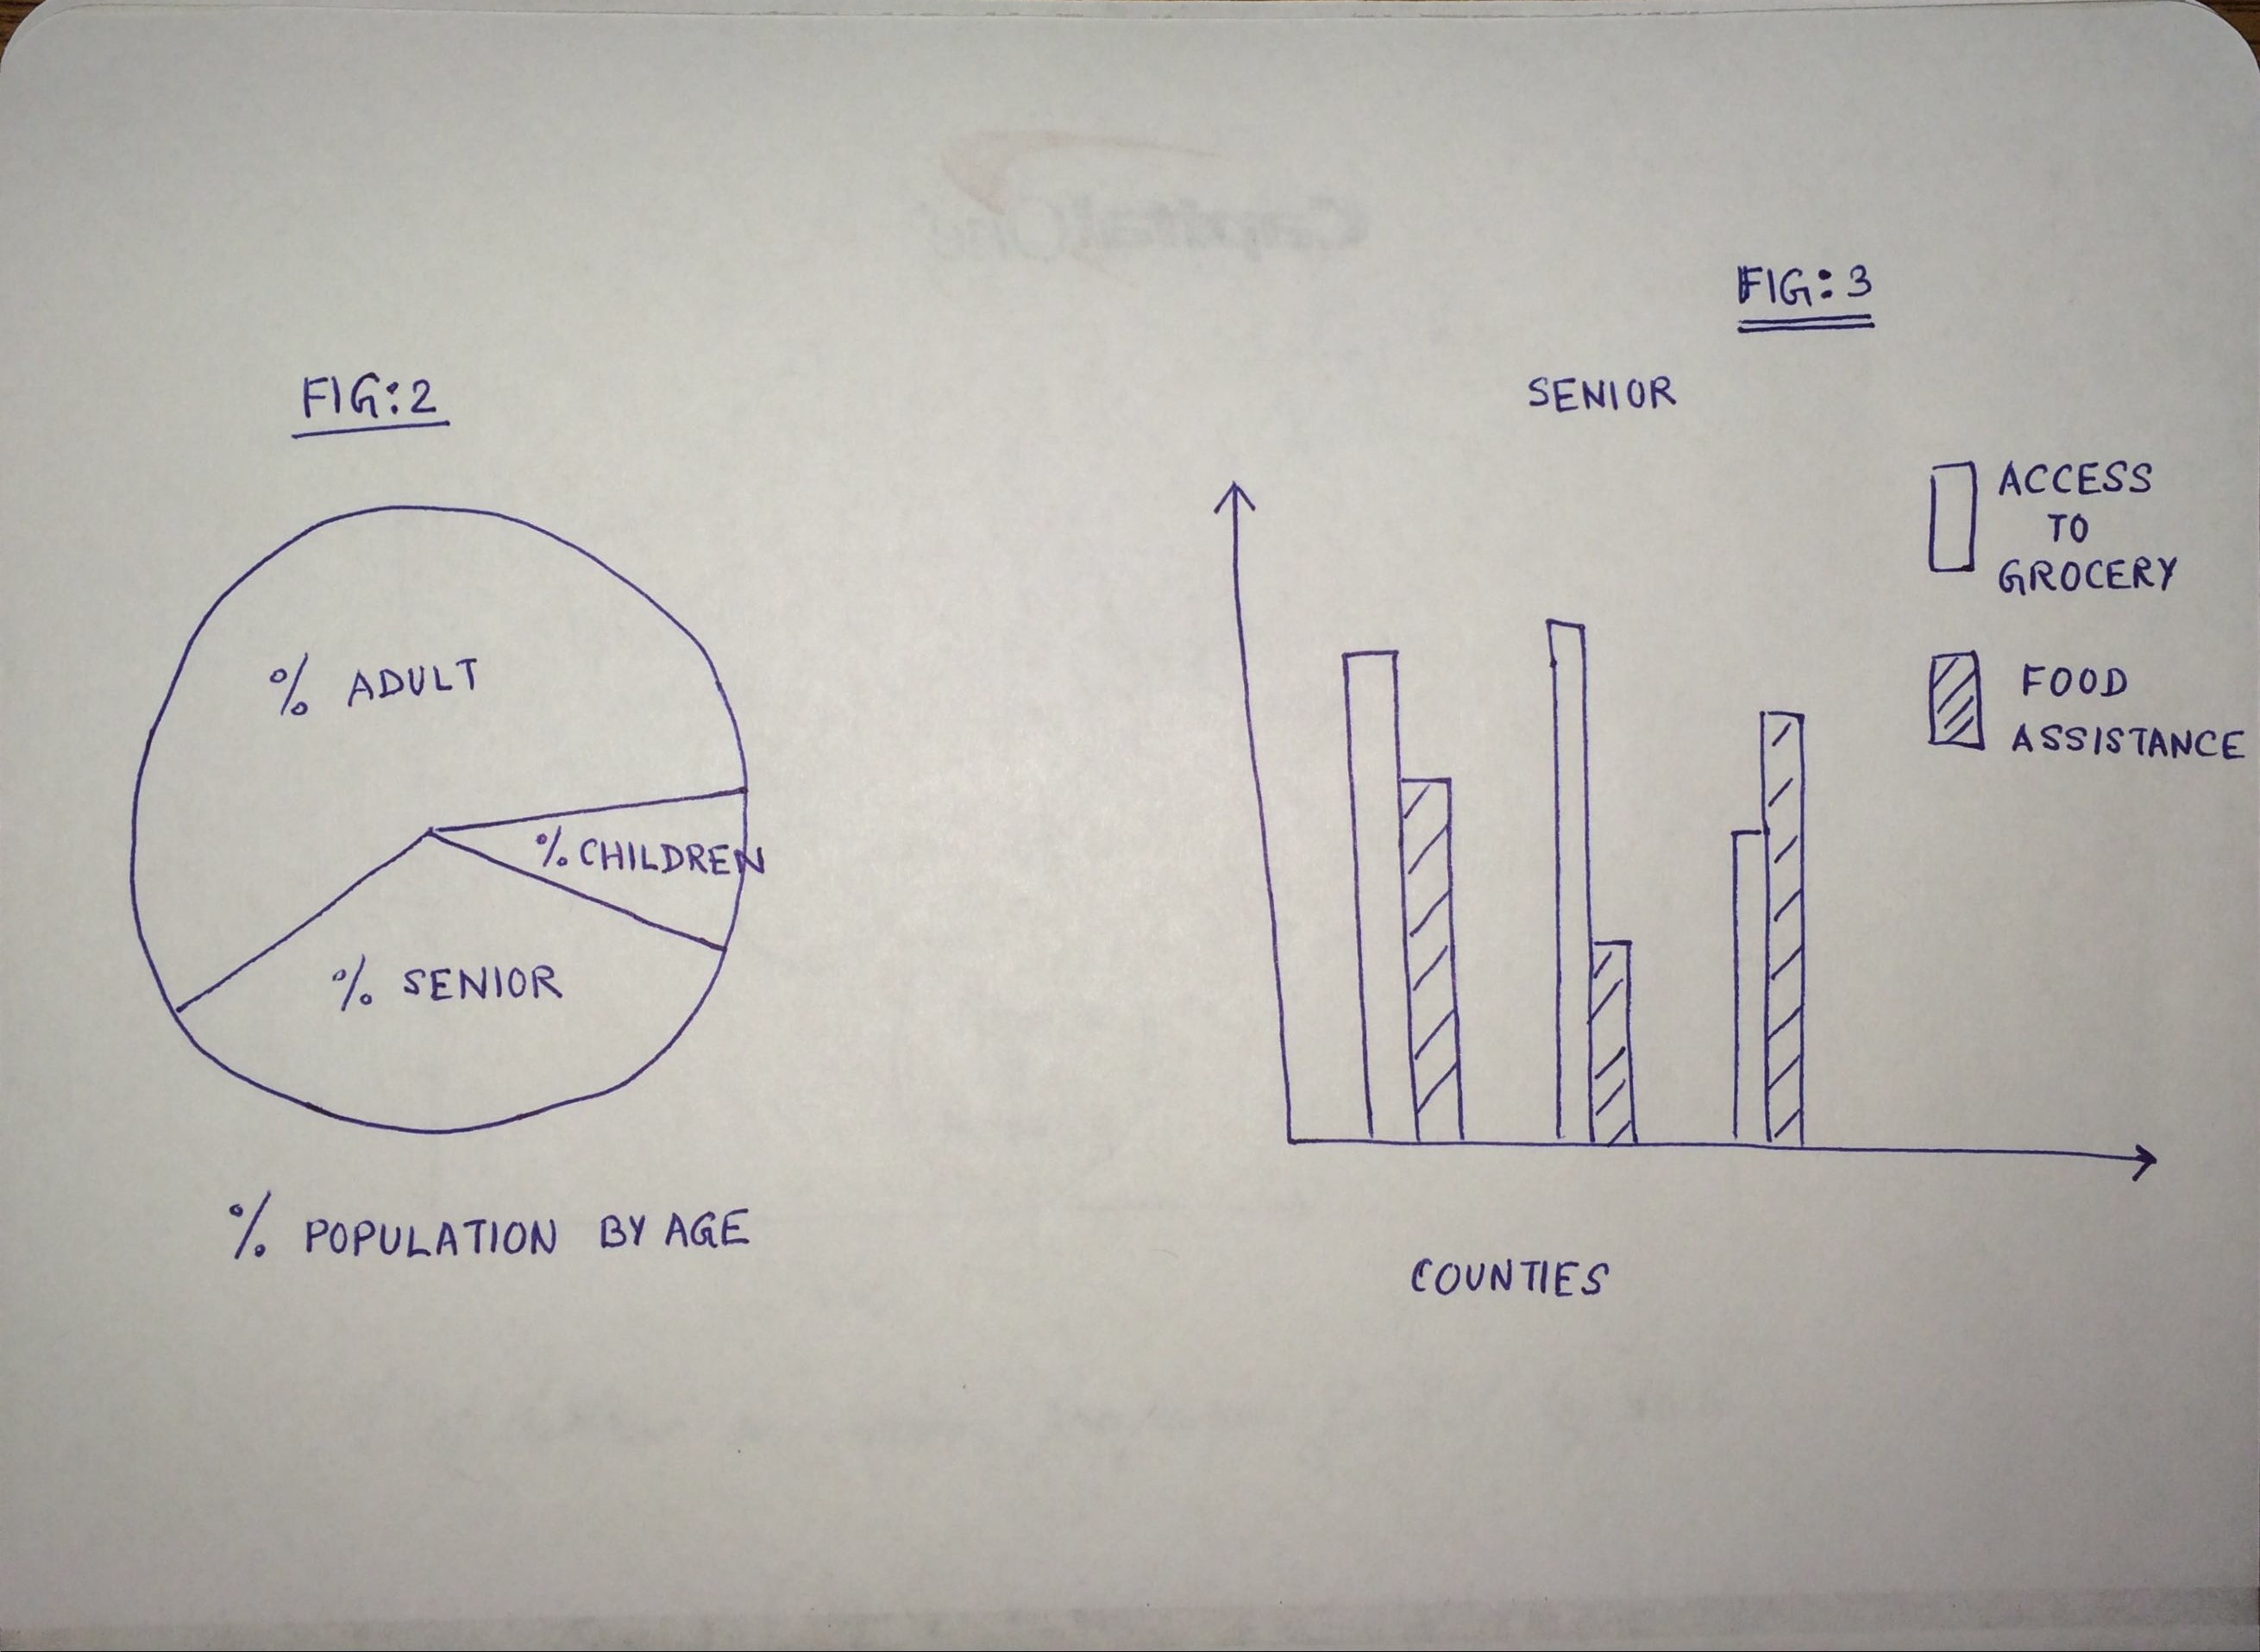 FIG:2
% ADULT
% CHILDREN
% SENIOR
% POPULATION BY AGE
FIG:3
SENIOR
ACCESS
TO
GROCERY
FOOD
ASSISTANCE
COUNTIES